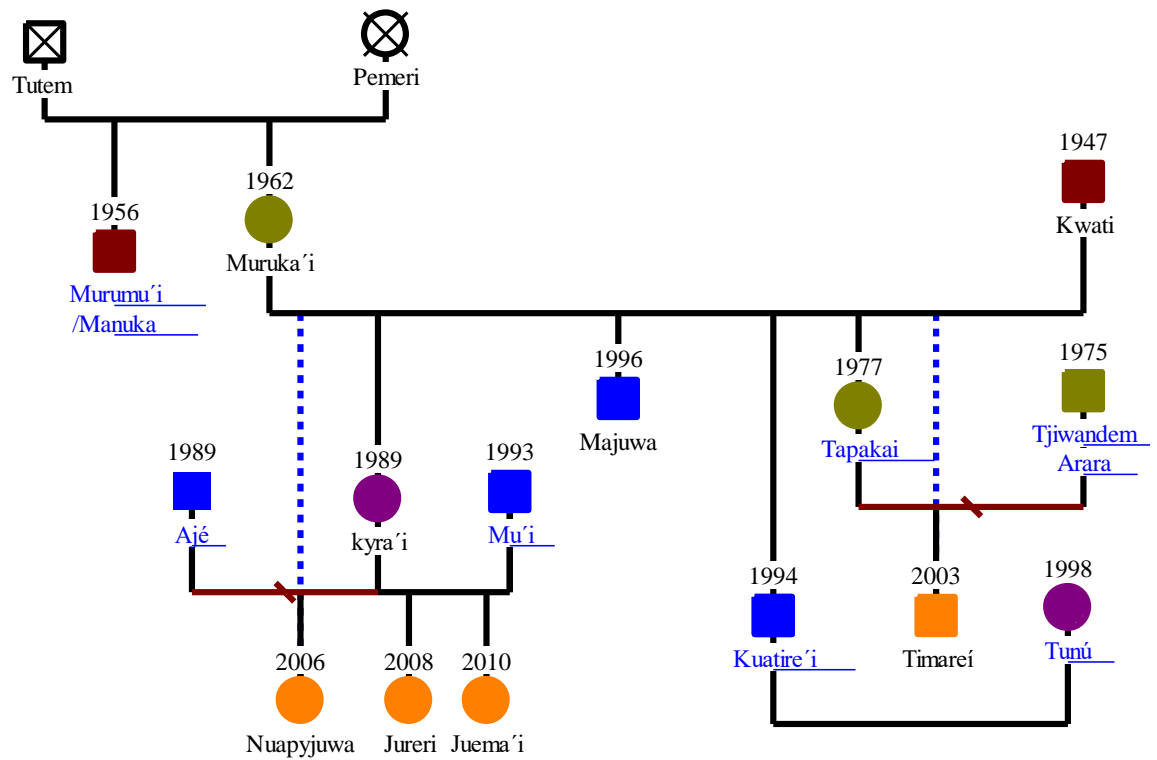 Tutem
Pemeri
1947
Kwati
1962
Muruka´i
1956
Murumu´i
/Manuka
1996
Majuwa
1977
Tapakai
1975
Tjiwandem
Arara
1989
Ajé
1989
kyra´i
1993
Mu´i
1994
Kuatire´i
2003
Timareí
1998
Tunú
2006
Nuapyjuwa
2008
Jureri
2010
Juema´i